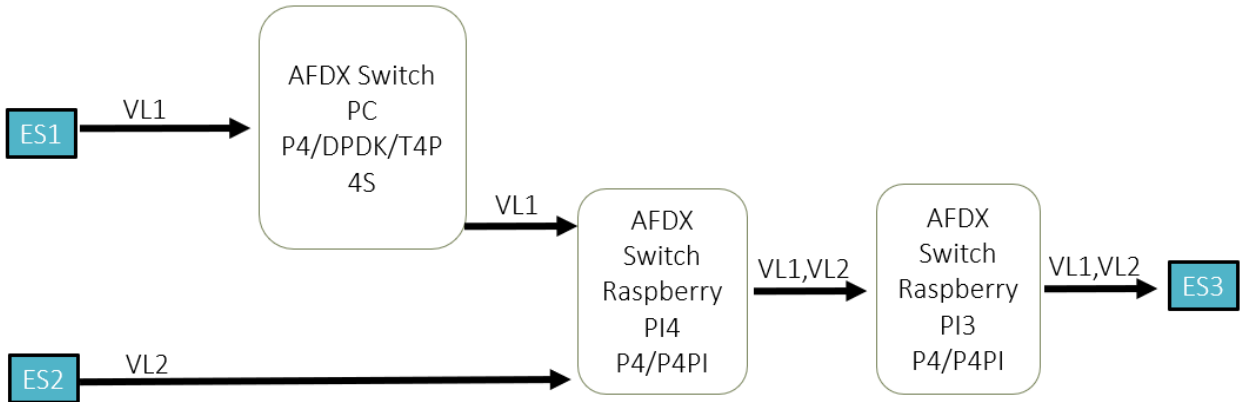 AFDX Switch
PC
P4/DPDK/T4P
4S
ES1
VL1
VL1
AFDX
Switch
Raspberry
PI4
P4/P4PI
VL1,VL2
AFDX
Switch
Raspberry
PI3
P4/P4PI
VL1,VL2
ES3
ES2
VL2